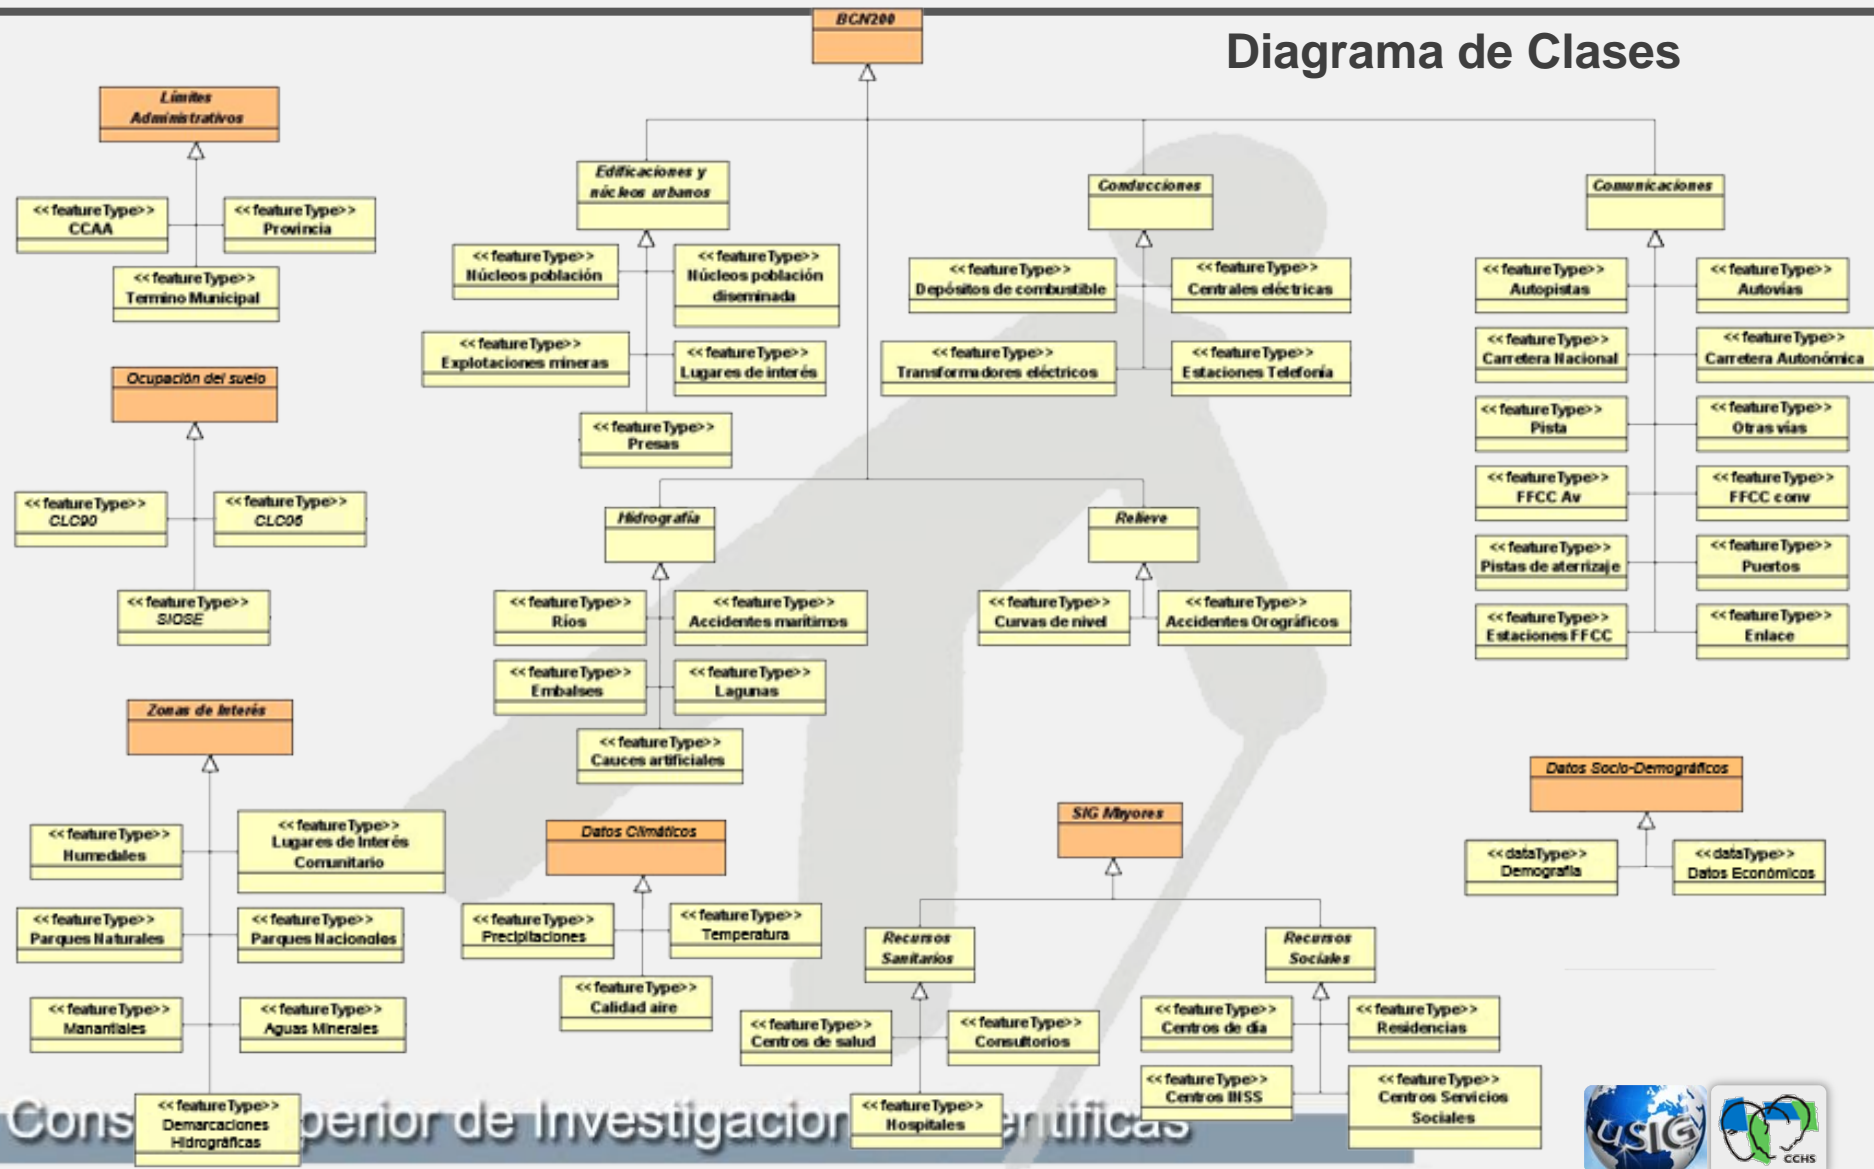 BCN200
Diagrama de Clases
Límites
Administrativos
<<featureType>>
CCAA
<<featureType>>
Provincia
<<featureType>>
Termino Municipal
Ocupación del suelo
<<featureType>>
CLC90
<<featureType>>
CLC06
<<featureType>>
SIOSE
Edificaciones y
núcleos urbanos
<<featureType>>
Núcleos población
<<featureType>>
Núcleos población
diseminada
<<featureType>>
Explotaciones mineras
<<featureType>>
Lugares de interés
<<featureType>>
Presas
Conducciones
<<featureType>>
Depósitos de combustible
<<featureType>>
Centrales eléctricas
<<featureType>>
Transformadores eléctricos
<<featureType>>
Estaciones Telefonía
Comunicaciones
<<featureType>>
Autopistas
<<featureType>>
Autovías
<<featureType>>
Carretera Nacional
<<featureType>>
Carretera Autonómica
<<featureType>>
Pista
<<featureType>>
Otras vías
<<featureType>>
FFCC Av
<<featureType>>
FFCC conv
<<featureType>>
Pistas de aterrizaje
<<featureType>>
Puertos
<<featureType>>
Estaciones FFCC
<<featureType>>
Enlace
Hidrografía
<<featureType>>
Ríos
<<featureType>>
Accidentes marítimos
<<featureType>>
Embalses
<<featureType>>
Lagunas
<<featureType>>
Cauces artificiales
Relieve
<<featureType>>
Curvas de nivel
<<featureType>>
Accidentes Orográficos
Zonas de Interés
<<featureType>>
Humedales
<<featureType>>
Lugares de Interés
Comunitario
<<featureType>>
Parques Naturales
<<featureType>>
Parques Nacionales
<<featureType>>
Manantiales
<<featureType>>
Aguas Minerales
<<featureType>>
Demarcaciones
Hidrográficas
Datos Climáticos
<<featureType>>
Precipitaciones
<<featureType>>
Temperatura
<<featureType>>
Calidad aire
SIG Mayores
Recursos
Sanitarios
<<featureType>>
Centros de salud
<<featureType>>
Consultorios
<<featureType>>
Hospitales
Recursos
Sociales
<<featureType>>
Centros de día
<<featureType>>
Residencias
<<featureType>>
Centros INSS
<<featureType>>
Centros Servicios
Sociales
Datos Socio-Demográficos
<<dataType>>
Demografía
<<dataType>>
Datos Económicos
Cons perior de Investigacion entíficas
uSIG
CCHS